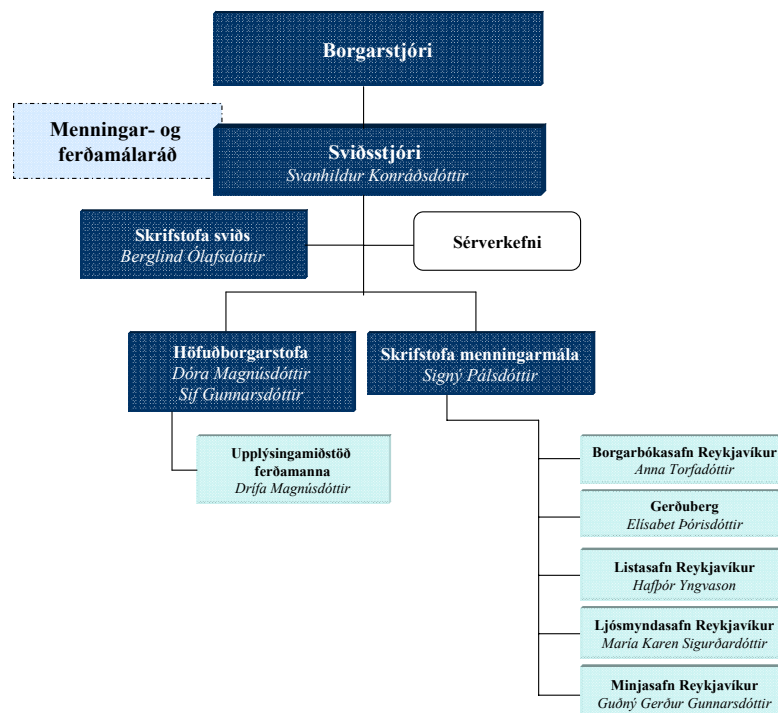 Borgarstjóri
Menningar- og
ferðamálaráð
Sviðsstjóri
Svanhildur Konráðsdóttir
Skrifstofa sviðs
Berglind Ólafsdóttir
Sérverkefni
Höfuðborgarstofa
Dóra Magnúsdóttir
Sif Gunnarsdóttir
Skrifstofa menningarmála
Signý Pálsdóttir
Upplýsingamiðstöð
ferðamanna
Drífa Magnúsdóttir
Borgarbókasafn Reykjavíkur
Anna Torfadóttir
Gerðuberg
Elísabet Þórisdóttir
Listasafn Reykjavíkur
Hafþór Yngvason
Ljósmyndasafn Reykjavíkur
María Karen Sigurðardóttir
Minjasafn Reykjavíkur
Guðný Gerður Gunnarsdóttir